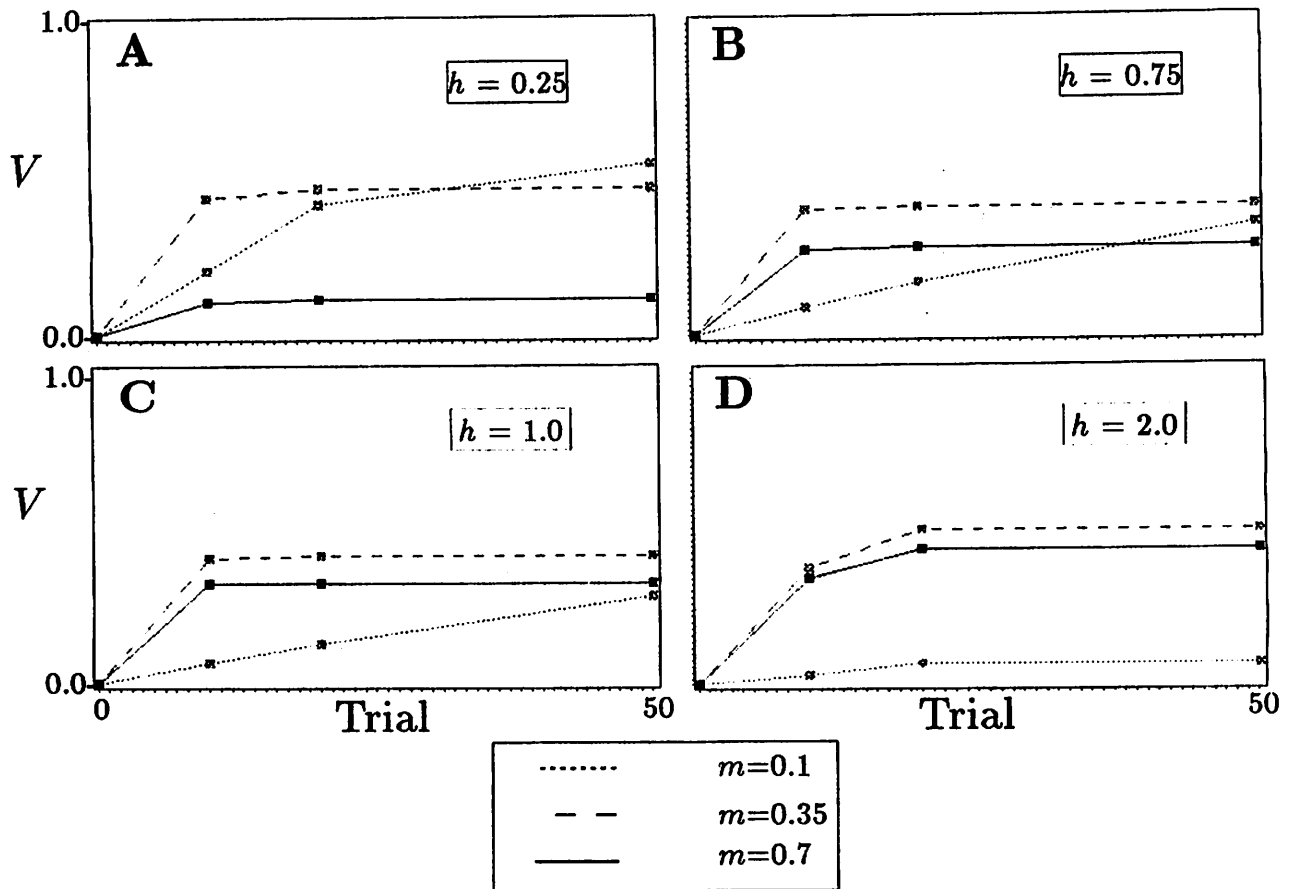 1.0
A
h = 0.25
V
0.0
B
h = 0.75
1.0
C
h = 1.0
V
0.0
0
Trial
50
D
h = 2.0
Trial
50
m=0.1
m=0.35
m=0.7